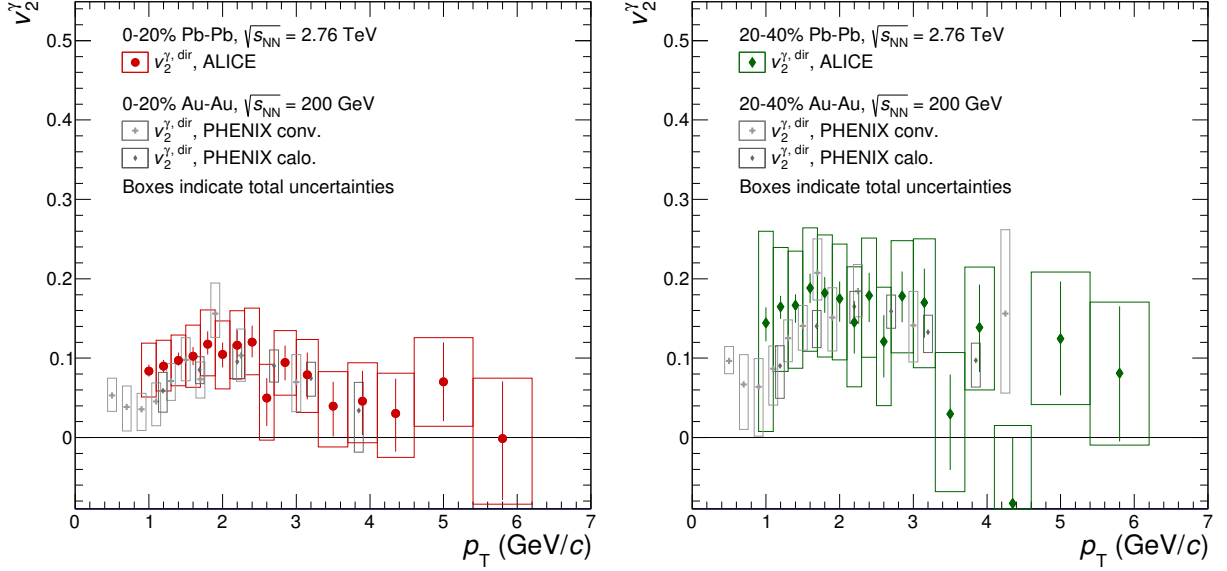 v₂^γ
0-20% Pb-Pb, √s_NN = 2.76 TeV
v₂^γ, dir, ALICE
0-20% Au-Au, √s_NN = 200 GeV
v₂^γ, dir, PHENIX conv.
v₂^γ, dir, PHENIX calo.
Boxes indicate total uncertainties
0.5
0.4
0.3
0.2
0.1
0
0 1 2 3 4 5 6 7
p_T (GeV/c)
v₂^γ
20-40% Pb-Pb, √s_NN = 2.76 TeV
v₂^γ, dir, ALICE
20-40% Au-Au, √s_NN = 200 GeV
v₂^γ, dir, PHENIX conv.
v₂^γ, dir, PHENIX calo.
Boxes indicate total uncertainties
0.5
0.4
0.3
0.2
0.1
0
0 1 2 3 4 5 6 7
p_T (GeV/c)